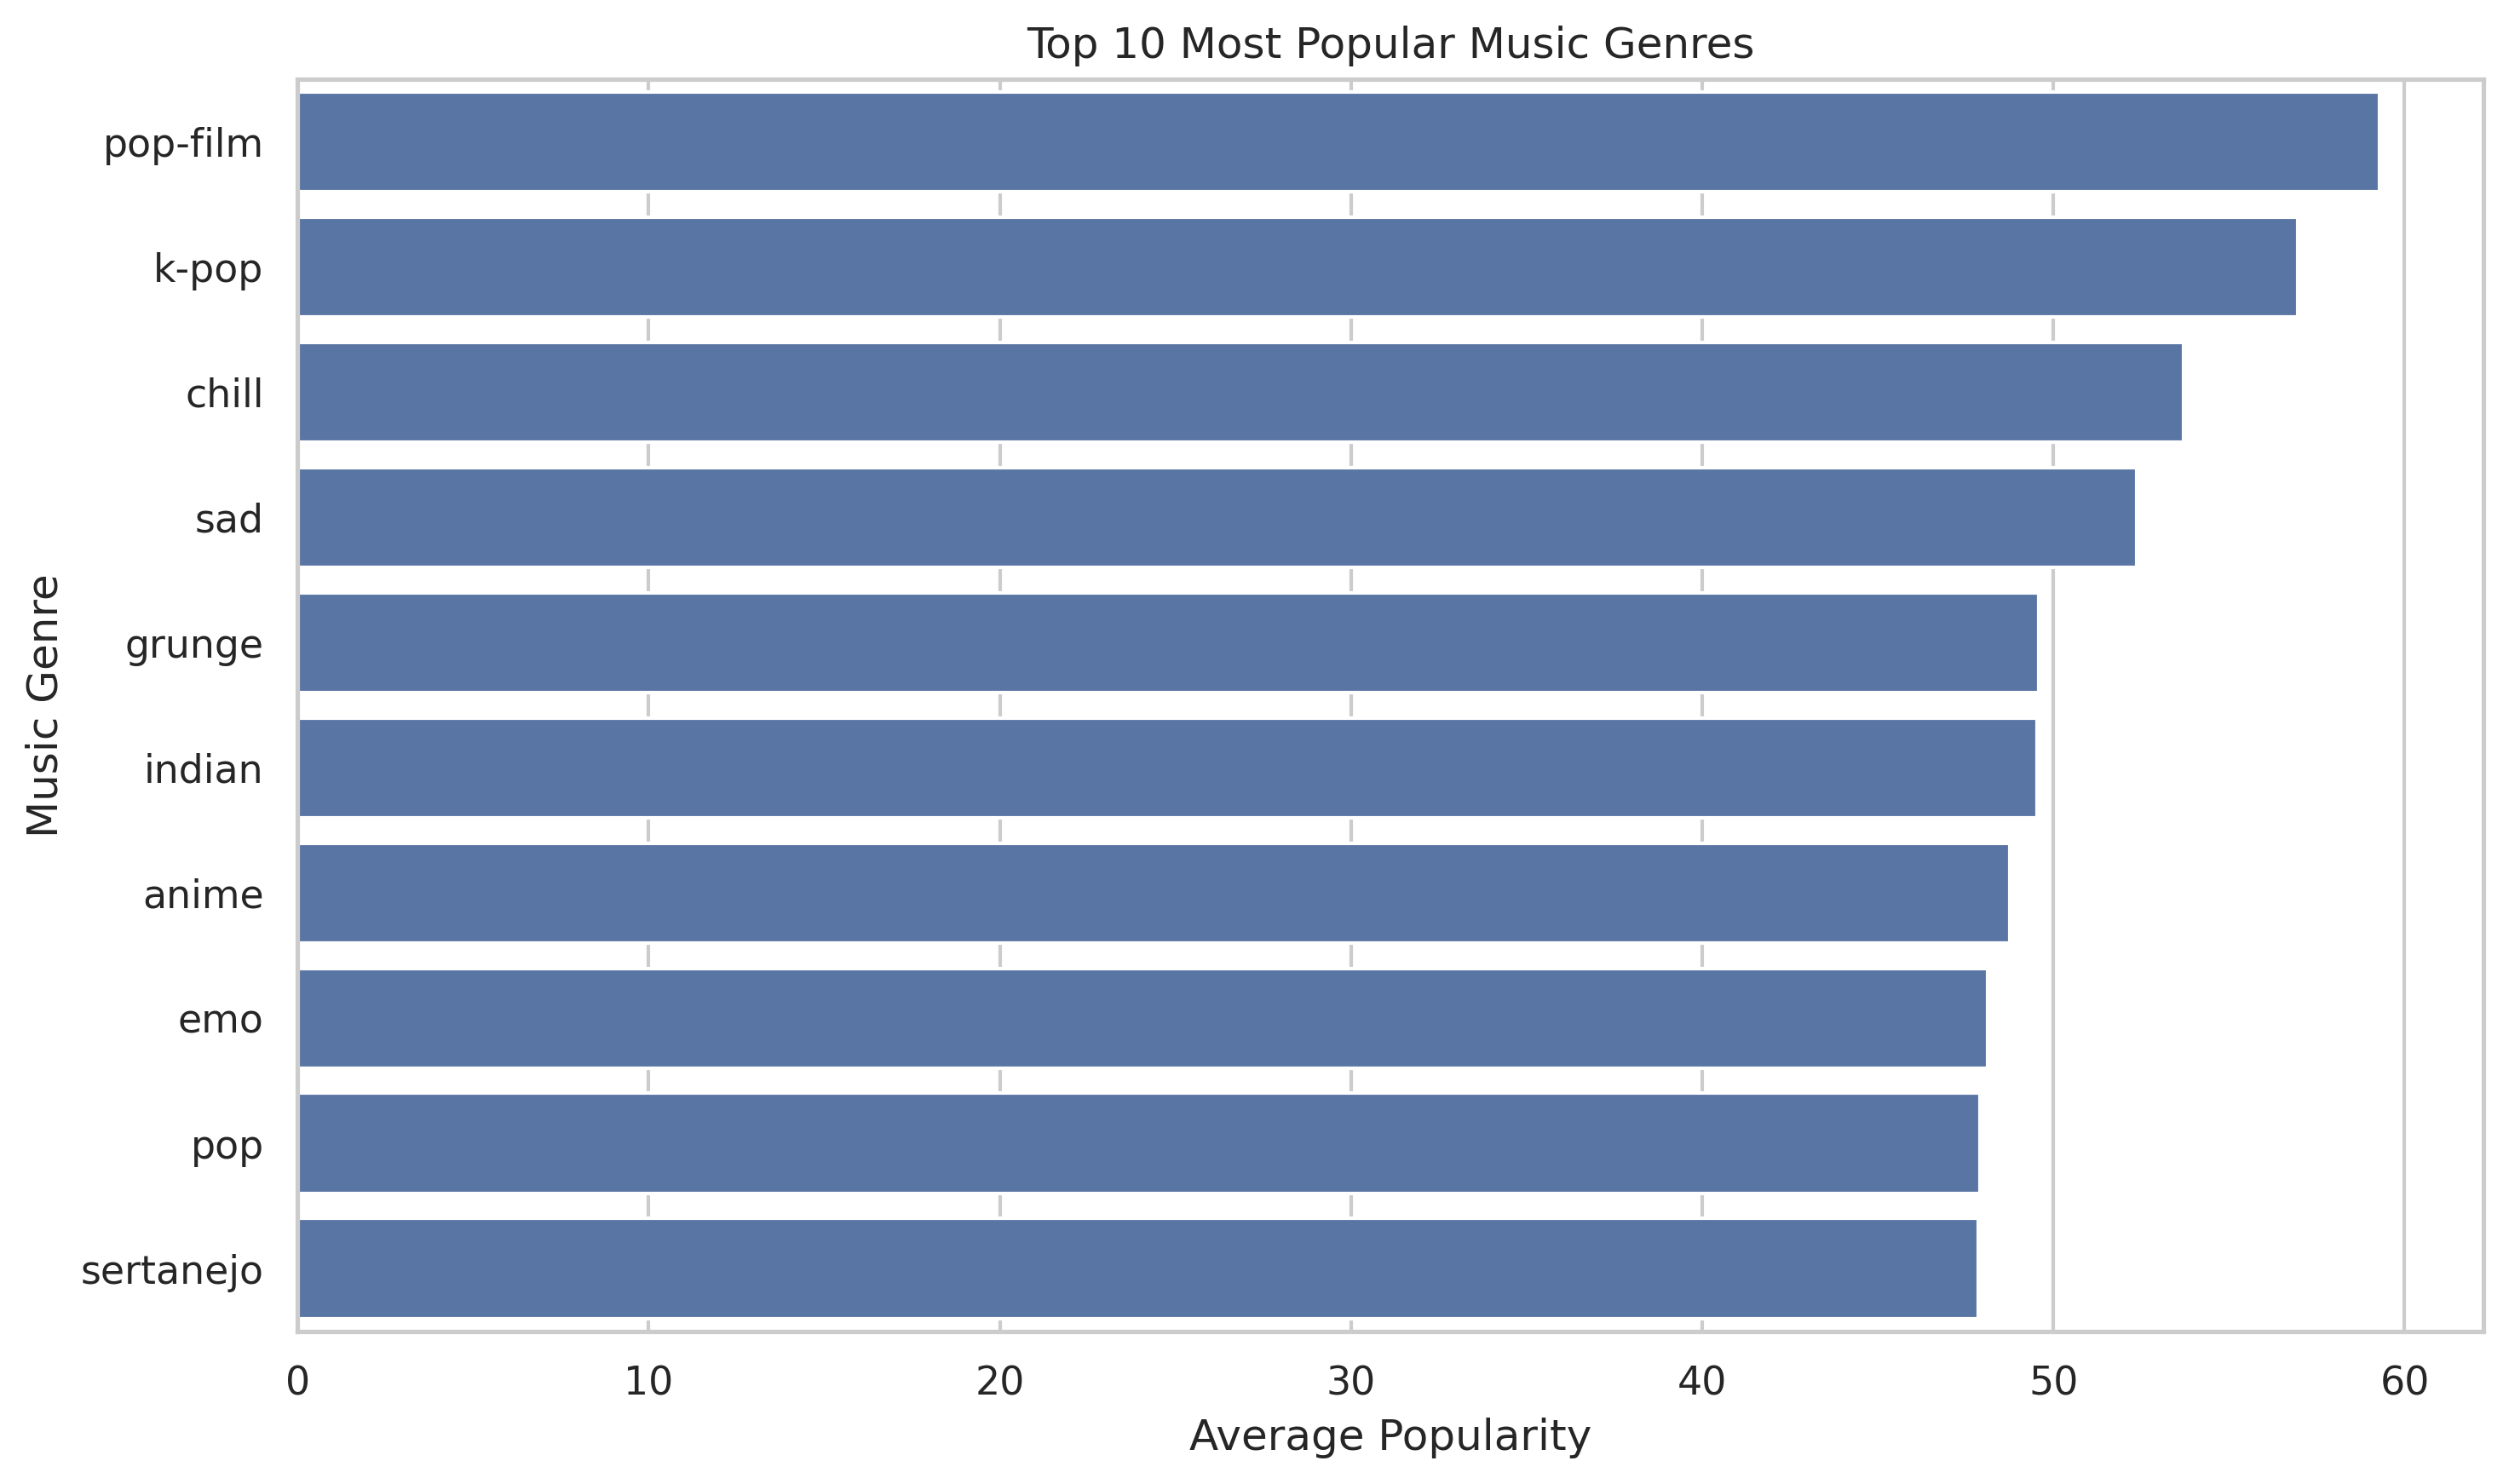 Top 10 Most Popular Music Genres
pop-film
k-pop
chill
sad
grunge
indian
anime
emo
pop
sertanejo
Music Genre
0 10 20 30 40 50 60
Average Popularity